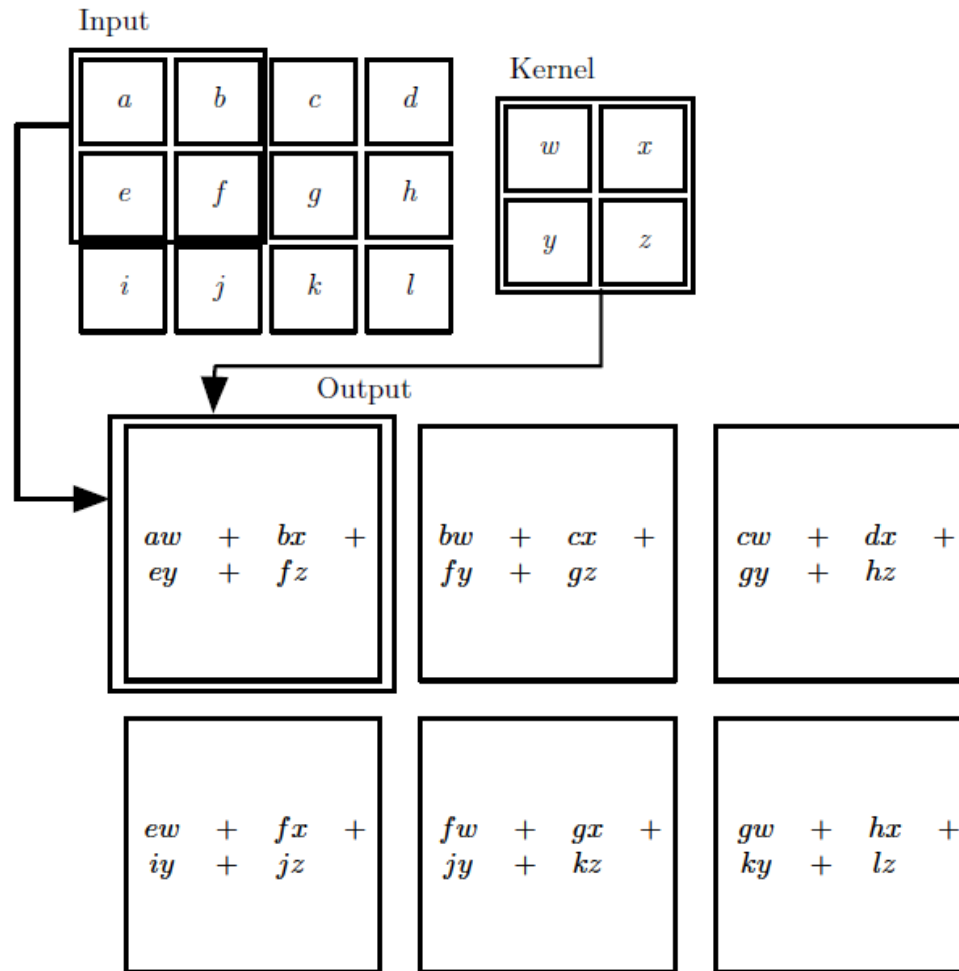 Input
a b c d
Kernel
w x
e f g h
y z
i j k l
Output
aw + bx + bw + cx + cw + dx +
ey + fz fy + gz gy + hz
ew + fx + fw + gx + gw + hx +
iy + jz jy + kz ky + lz